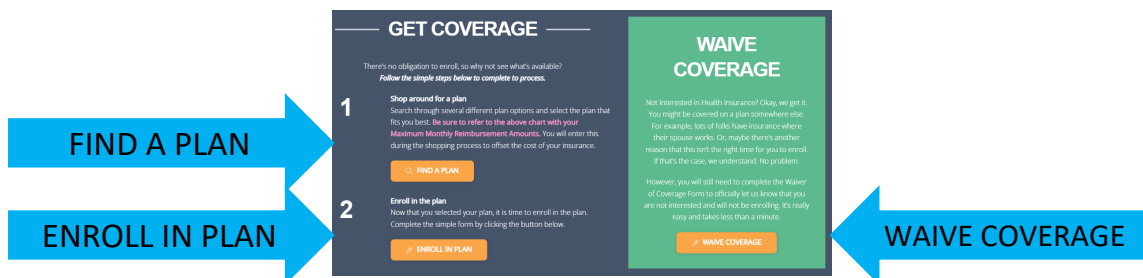 GET COVERAGE
There's no obligation to enroll, so why not see what's available?
Follow the simple steps below to complete to process.
1
Shop around for a plan
Search through several different plan options and select the plan that
fits you best. Be sure to refer to the above chart with your
Maximum Monthly Reimbursement Amounts. You will enter this
during the shopping process to offset the cost of your insurance.
FIND A PLAN
2
Enroll in the plan
Now that you selected your plan, it is time to enroll in the plan.
Complete the simple form by clicking the button below.
ENROLL IN PLAN
WAIVE
COVERAGE
Not Interested in Health Insurance? Okay, we get it.
You might be covered on a plan somewhere else.
For example, lots of folks have insurance where
their spouse works. Or, maybe there's another
reason that this isn't the right time for you to enroll.
If that's the case, we understand. No problem.
However, you will still need to complete the Waiver
of Coverage Form to officially let us know that you
are not interested and will not be enrolling. It's really
easy and takes less than a minute.
WAIVE COVERAGE
FIND A PLAN
ENROLL IN PLAN
WAIVE COVERAGE